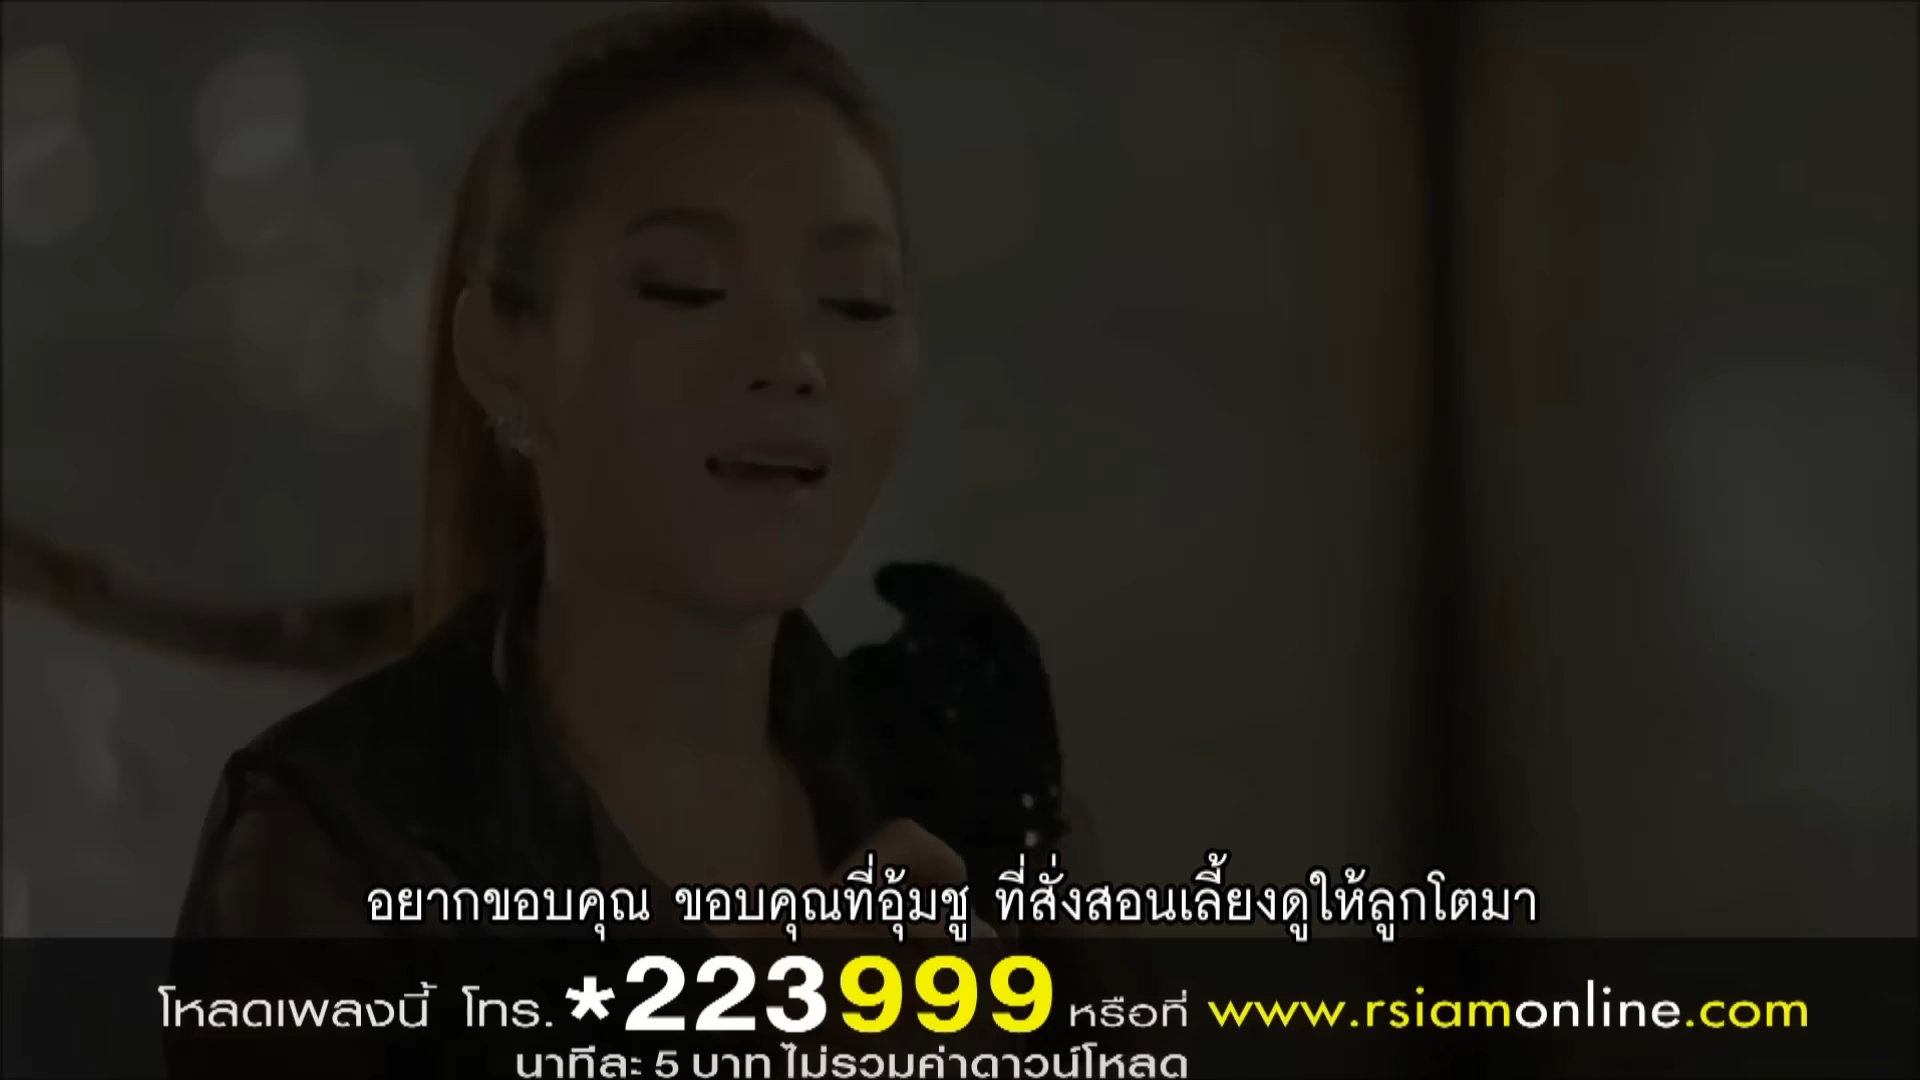 อยากขอบคุณ ขอบคุณที่อุ้มชู ที่สั่งสอนเลี้ยงดูให้ลูกโตมา
โหลดเพลงนี้ โทร. *223999 หรือที่ www.rsiamonline.com
นาทีละ 5 บาท ไม่รวมค่าดาวน์โหลด